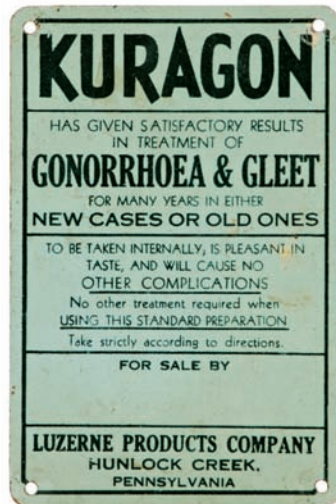 KURAGON
HAS GIVEN SATISFACTORY RESULTS
IN TREATMENT OF
GONORRHOEA & GLEET
FOR MANY YEARS IN EITHER
NEW CASES OR OLD ONES
TO BE TAKEN INTERNALLY, IS PLEASANT IN
TASTE, AND WILL CAUSE NO
OTHER COMPLICATIONS
No other treatment required when
USING THIS STANDARD PREPARATION
Take strictly according to directions.
FOR SALE BY
LUZERNE PRODUCTS COMPANY
HUNLOCK CREEK,
PENNSYLVANIA